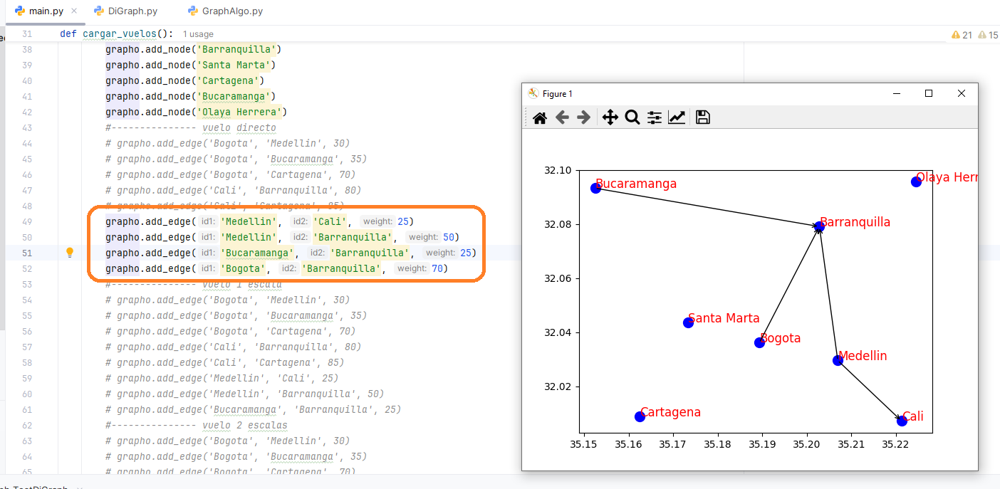 main.py DiGraph.py GraphAlgo.py
31 def cargar_vuelos(): 1 usage
21 15
38 grapho.add_node('Barranquilla')
39 grapho.add_node('Santa Marta')
40 grapho.add_node('Cartagena')
41 grapho.add_node('Bucaramanga')
42 grapho.add_node('Olaya Herrera')
43 #--------------- vuelo directo
44 # grapho.add_edge('Bogota', 'Medellin', 30)
45 # grapho.add_edge('Bogota', 'Bucaramanga', 35)
46 # grapho.add_edge('Bogota', 'Cartagena', 70)
47 # grapho.add_edge('Cali', 'Barranquilla', 80)
48 # grapho.add_edge('Cali', 'Cartagena', 85)
49 grapho.add_edge( id1: 'Medellin', id2: 'Cali', weight: 25)
50 grapho.add_edge( id1: 'Medellin', id2: 'Barranquilla', weight: 50)
51 grapho.add_edge( id1: 'Bucaramanga', id2: 'Barranquilla', weight: 25)
52 grapho.add_edge( id1: 'Bogota', id2: 'Barranquilla', weight: 70)
53 #--------------- vuelo 1 escala
54 # grapho.add_edge('Bogota', 'Medellin', 30)
55 # grapho.add_edge('Bogota', 'Bucaramanga', 35)
56 # grapho.add_edge('Bogota', 'Cartagena', 70)
57 # grapho.add_edge('Cali', 'Barranquilla', 80)
58 # grapho.add_edge('Cali', 'Cartagena', 85)
59 # grapho.add_edge('Medellin', 'Cali', 25)
60 # grapho.add_edge('Medellin', 'Barranquilla', 50)
61 # grapho.add_edge('Bucaramanga', 'Barranquilla', 25)
62 #--------------- vuelo 2 escalas
63 # grapho.add_edge('Bogota', 'Medellin', 30)
64 # grapho.add_edge('Bogota', 'Bucaramanga', 35)
65 # grapho.add_edge('Bogota', 'Cartagena', 70)
Figure 1
32.10
Olaya Herr
Bucaramanga
32.08
Barranquilla
32.06
Santa Marta
32.04
Bogota
Medellin
32.02
Cartagena
Cali
35.15 35.16 35.17 35.18 35.19 35.20 35.21 35.22